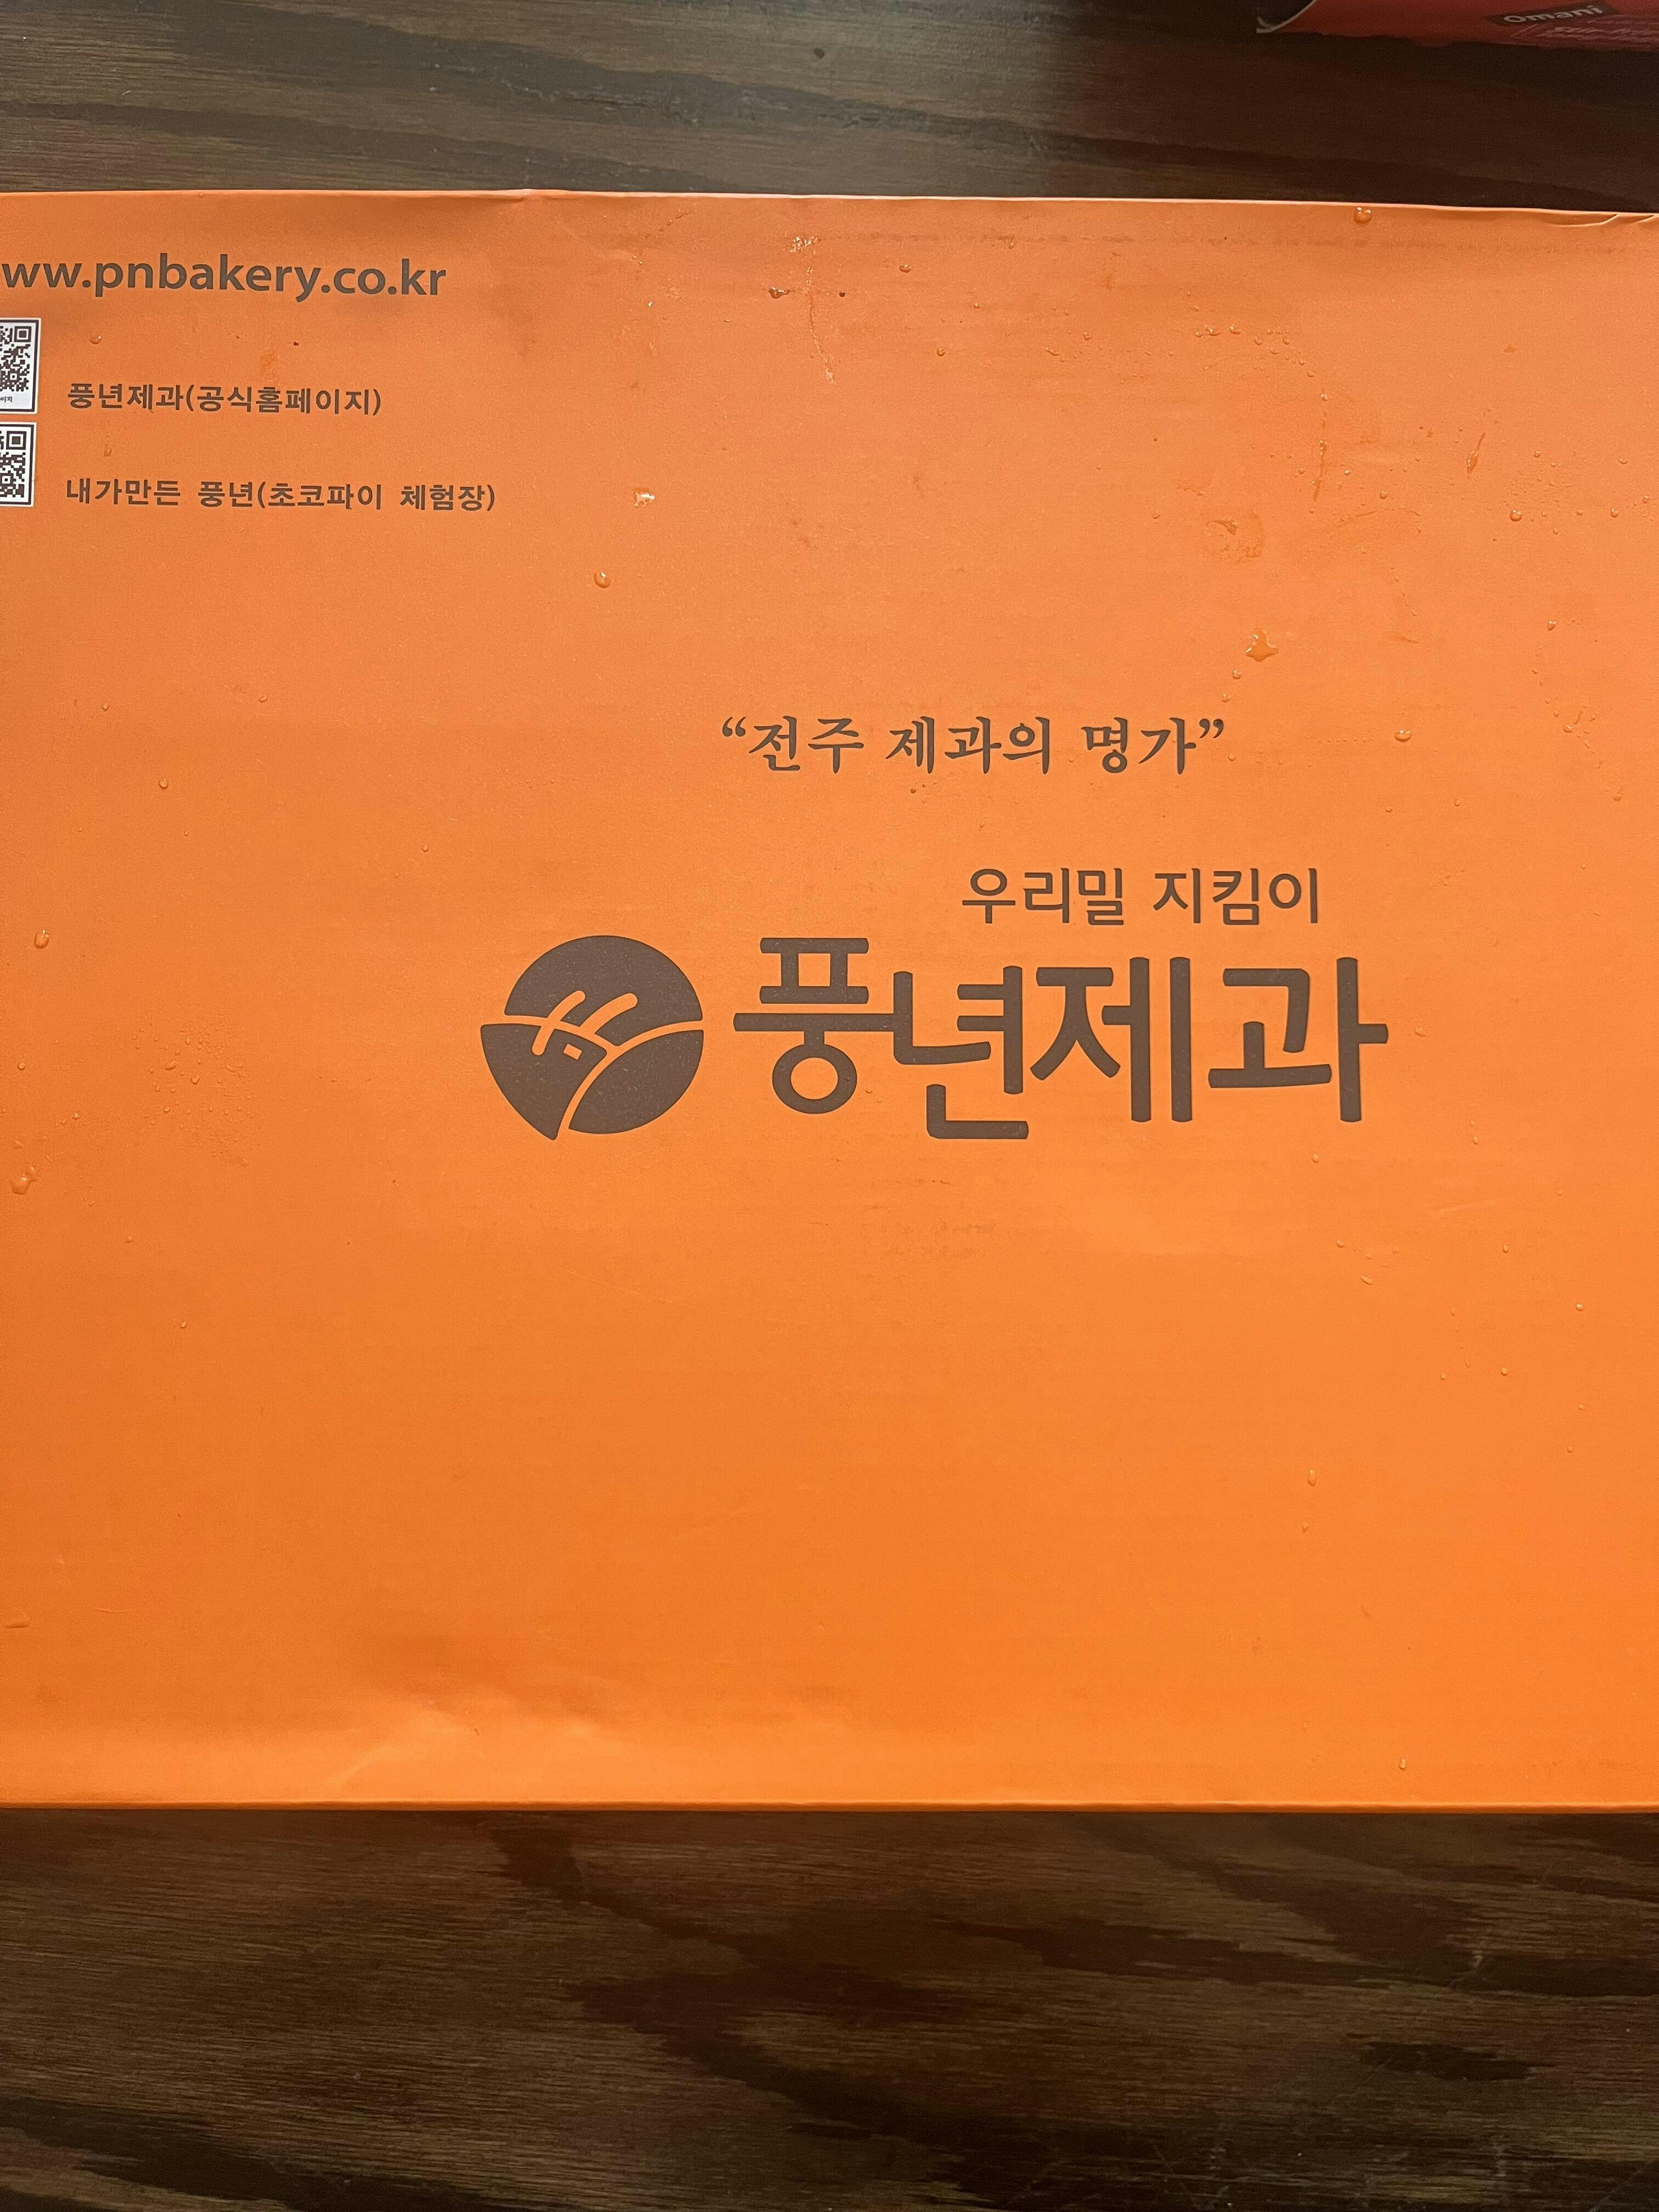 Omani
ww.pnbakery.co.kr
풍년제과(공식홈페이지)
내가만든 풍년(초코파이 체험장)
“전주 제과의 명가”
우리밀 지킴이
풍년제과